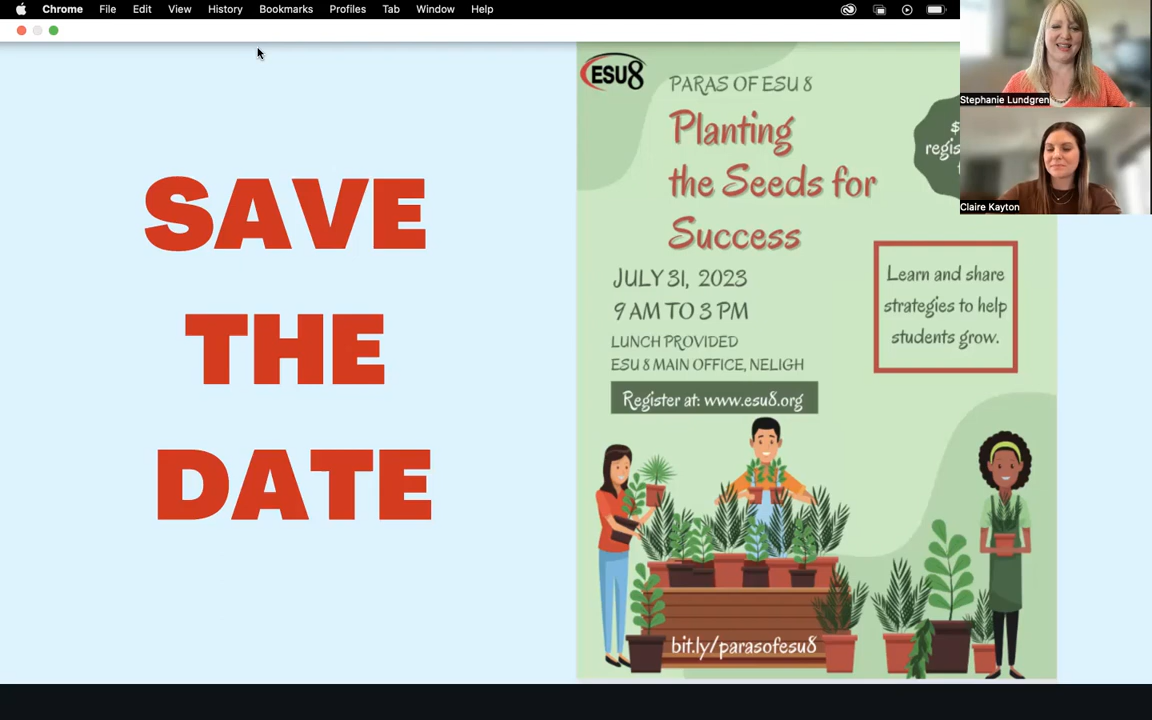 Chrome File Edit View History Bookmarks Profiles Tab Window Help
SAVE
THE
DATE
ESU8
PARAS OF ESU 8
Planting
the Seeds for
Success
JULY 31, 2023
9 AM TO 3 PM
LUNCH PROVIDED
ESU 8 MAIN OFFICE, NELIGH
Register at: www.esu8.org
$
Learn and share
strategies to help
students grow.
bit.ly/parasofesu8
Stephanie Lundgren
Claire Kayton